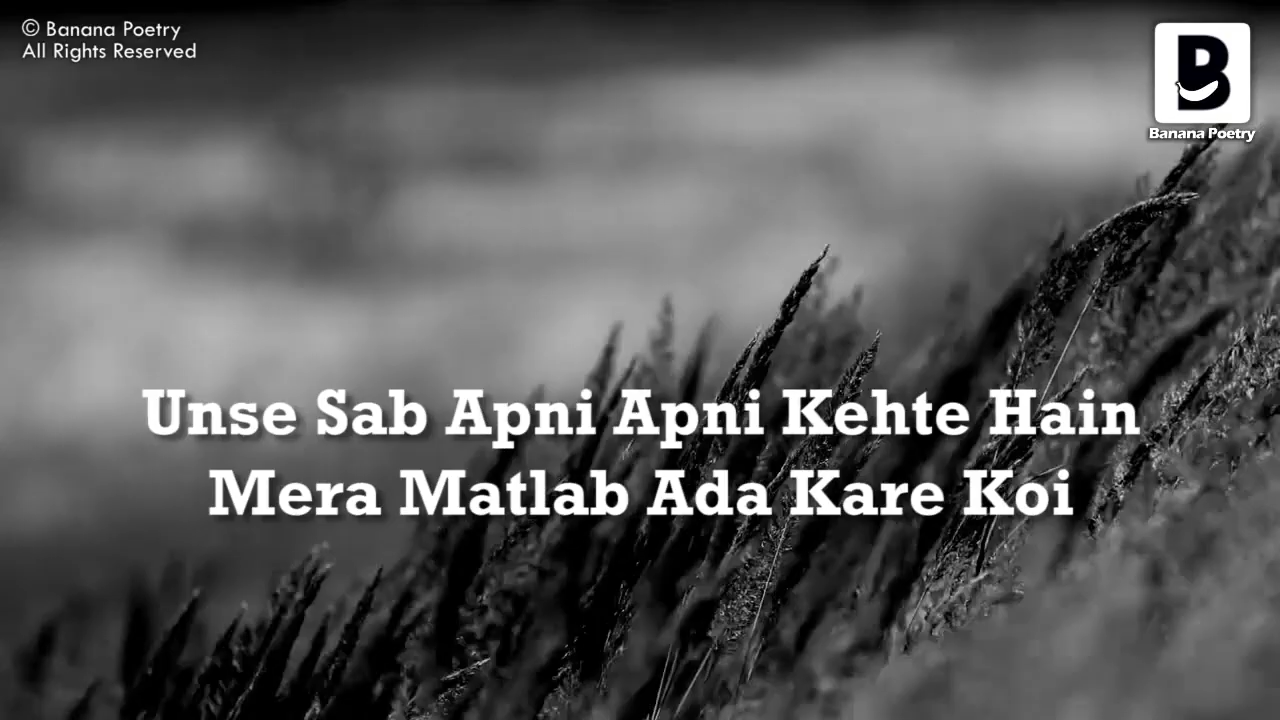 © Banana Poetry
All Rights Reserved
B
Banana Poetry
Unse Sab Apni Apni Kehte Hain
Mera Matlab Ada Kare Koi